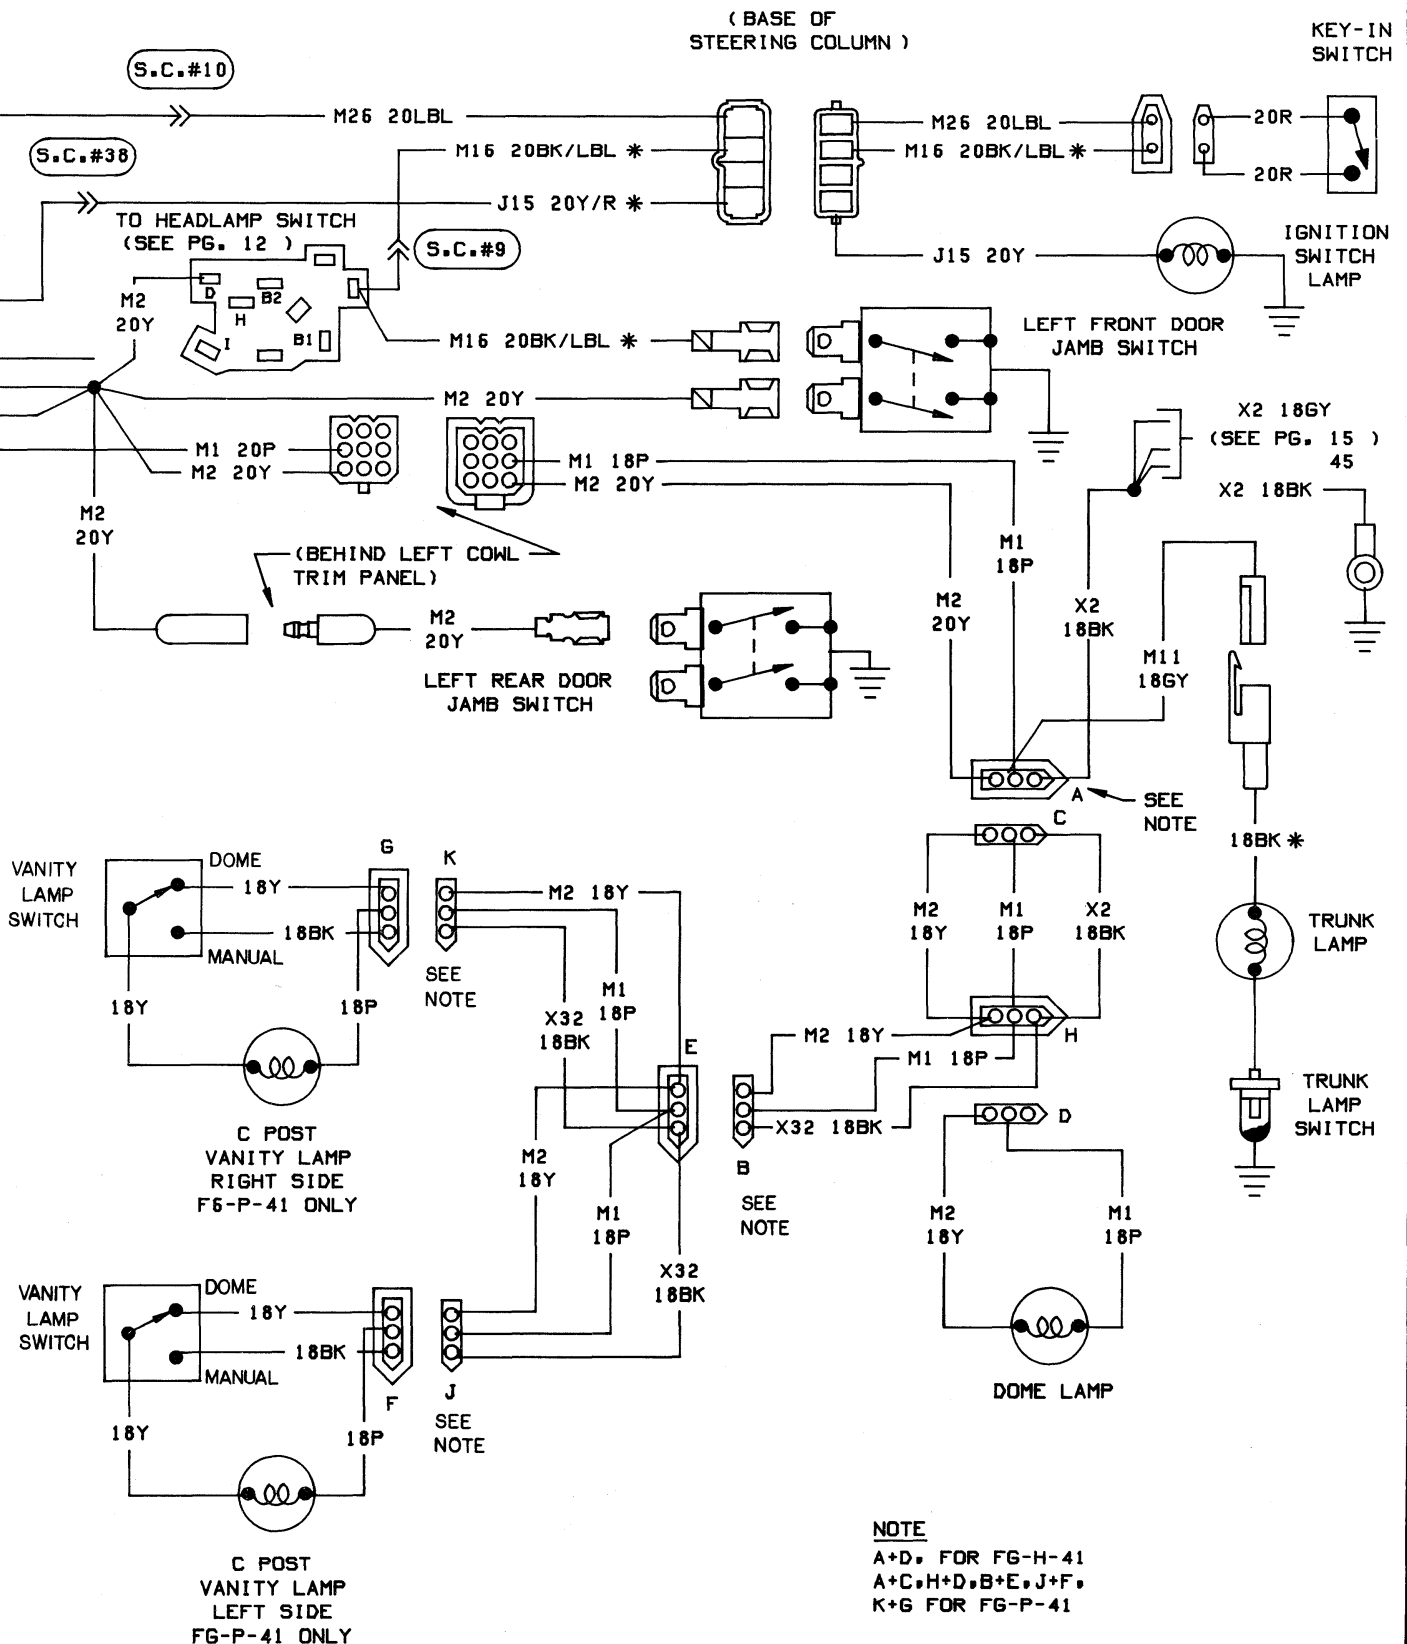 (BASE OF
STEERING COLUMN)
KEY-IN
SWITCH
S.C.#10
M26 20LBL
M26 20LBL
20R
S.C.#38
M16 20BK/LBL *
M16 20BK/LBL *
20R
J15 20Y/R *
TO HEADLAMP SWITCH
(SEE PG. 12 )
S.C.#9
J15 20Y
IGNITION
SWITCH
LAMP
M2
20Y
D
B2
H
I
B1
M16 20BK/LBL *
LEFT FRONT DOOR
JAMB SWITCH
M2 20Y
X2 18GY
(SEE PG. 15 )
45
M1 20P
M2 20Y
M1 18P
M2 20Y
X2 18BK
M2
20Y
(BEHIND LEFT COWL
TRIM PANEL)
M1
18P
M2
20Y
X2
18BK
M2
20Y
M11
18GY
LEFT REAR DOOR
JAMB SWITCH
A
SEE
NOTE
C
18BK *
VANITY
LAMP
SWITCH
DOME
18Y
G
K
M2 18Y
18BK
MANUAL
SEE
NOTE
M2
18Y
M1
18P
X2
18BK
TRUNK
LAMP
18Y
18P
X32
18BK
M1
18P
E
M2 18Y
H
M1 18P
TRUNK
LAMP
SWITCH
C POST
VANITY LAMP
RIGHT SIDE
F6-P-41 ONLY
X32 18BK
D
B
SEE
NOTE
M2
18Y
M1
18P
M2
18Y
M1
18P
X32
18BK
VANITY
LAMP
SWITCH
DOME
18Y
18BK
MANUAL
F
J
SEE
NOTE
DOME LAMP
18Y
18P
C POST
VANITY LAMP
LEFT SIDE
FG-P-41 ONLY
NOTE
A+D. FOR FG-H-41
A+C,H+D,B+E,J+F,
K+G FOR FG-P-41